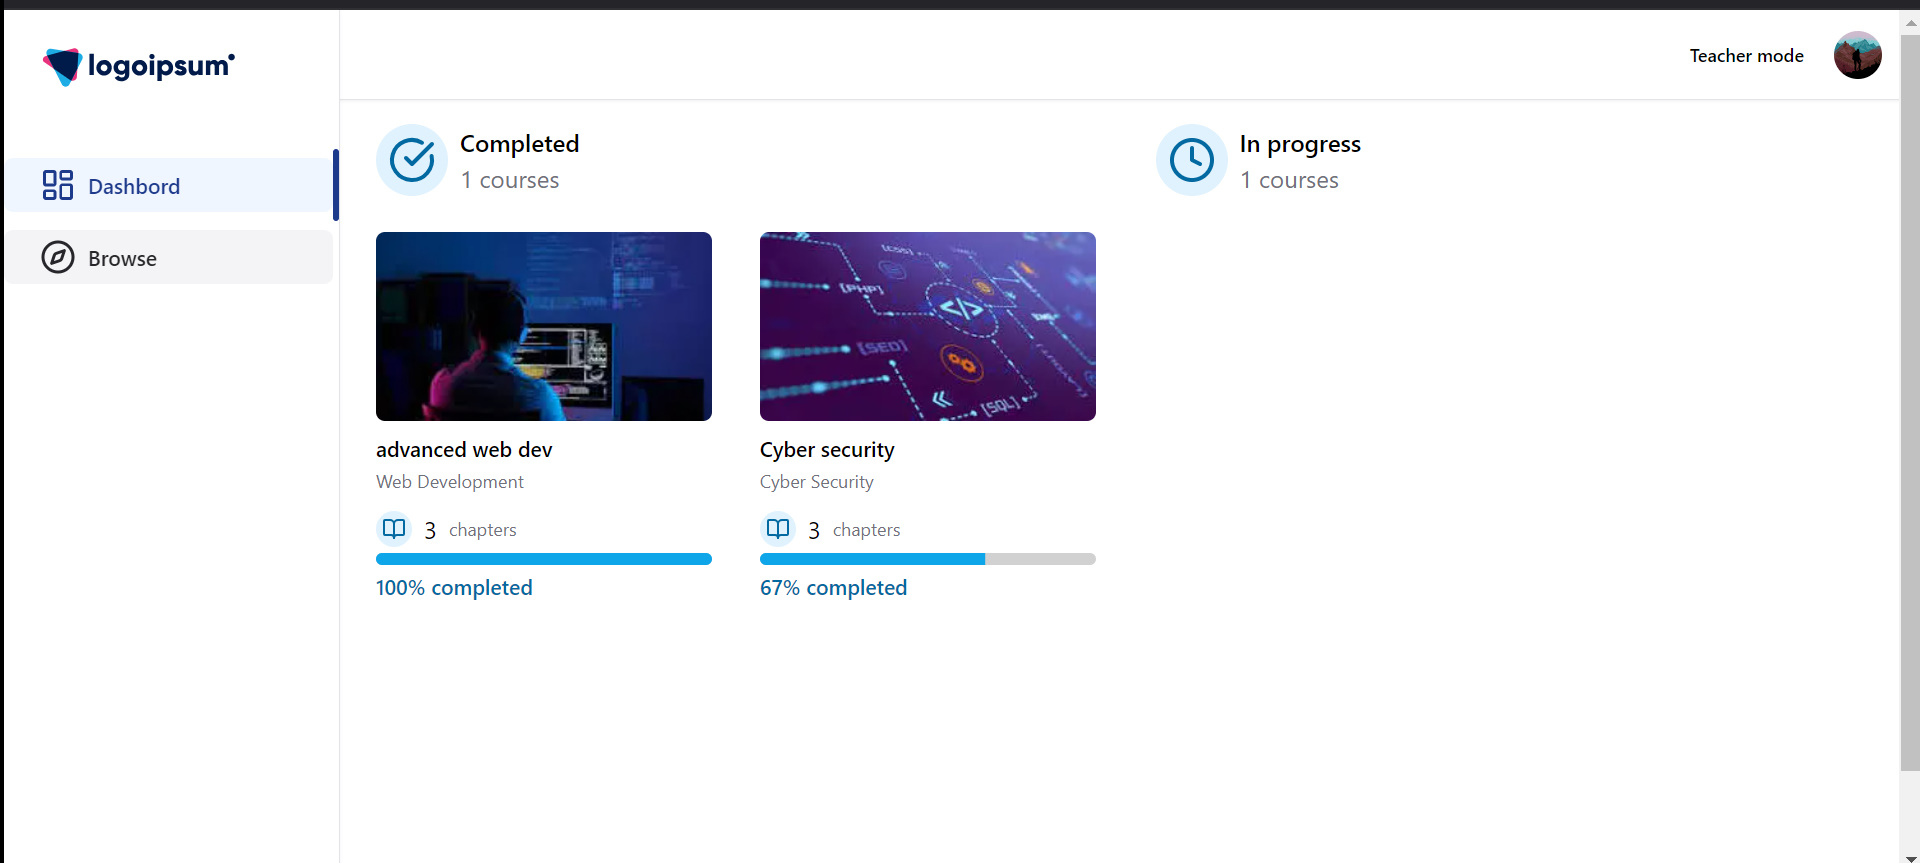 logoipsum
Teacher mode
Dashbord
Browse
Completed
1 courses
In progress
1 courses
[CSS]
[PHP]
</>
[SEO]
[SQL]
advanced web dev
Web Development
3 chapters
100% completed
Cyber security
Cyber Security
3 chapters
67% completed